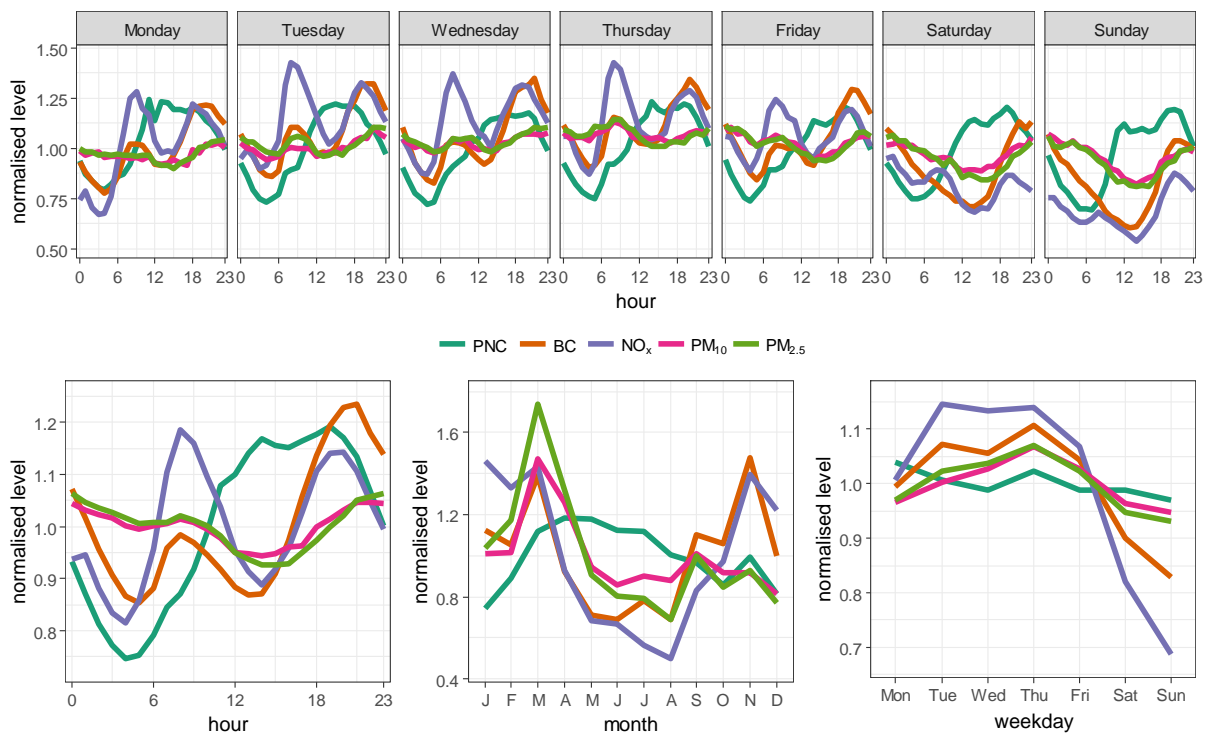 Monday Tuesday Wednesday Thursday Friday Saturday Sunday
normalised level
1.50
1.25
1.00
0.75
0.50
0 6 12 18 23 0 6 12 18 23 0 6 12 18 23 0 6 12 18 23 0 6 12 18 23 0 6 12 18 23 0 6 12 18 23
hour
PNC BC NOx PM10 PM2.5
normalised level
1.2
1.1
1.0
0.9
0.8
0 6 12 18 23
hour
normalised level
1.6
1.2
0.8
0.4
J F M A M J J A S O N D
month
normalised level
1.1
1.0
0.9
0.8
0.7
Mon Tue Wed Thu Fri Sat Sun
weekday